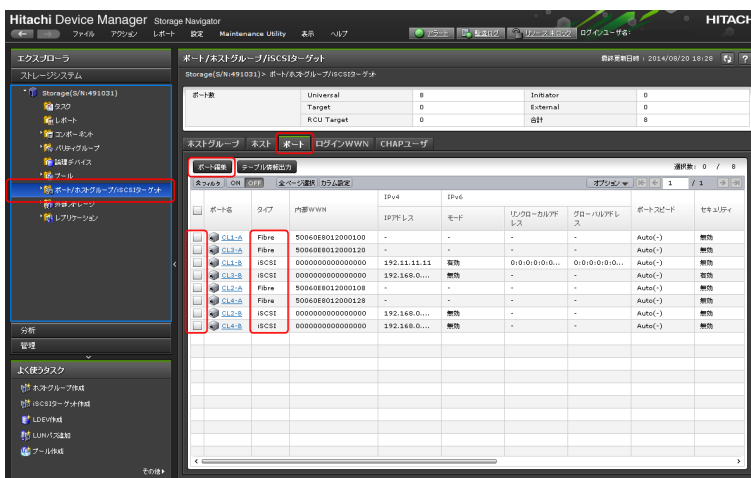 Hitachi Device Manager Storage Navigator
HITACHI
ファイル アクション レポート 設定 Maintenance Utility 表示 ヘルプ
アラート 監査ログ リソースロック ログインユーザ名:
エクスプローラ
ストレージシステム
Storage(S/N:491031)
タスク
レポート
コンポーネント
パリティグループ
論理デバイス
プール
ポート/ホストグループ/iSCSIターゲット
外部ストレージ
レプリケーション
分析
管理
よく使うタスク
ホストグループ作成
iSCSIターゲット作成
LDEV作成
LUNパス追加
プール作成
その他
ポート/ホストグループ/iSCSIターゲット
最終更新日時 : 2014/08/20 18:28
Storage(S/N:491031)> ポート/ホストグループ/iSCSIターゲット
ポート数 Universal 8 Initiator 0
Target 0 External 0
RCU Target 0 合計 8
ホストグループ ホスト ポート ログインWWN CHAPユーザ
ポート編集 テーブル情報出力 選択数: 0 / 8
フィルタ ON OFF 全ページ選択 カラム設定 オプション 1 / 1
ポート名 タイプ 内部WWN IPv4 IPv6 ポートスピード セキュリティ
IPアドレス モード リンクローカルアドレス グローバルアドレス
CL1-A Fibre 50060E8012000100 - - - - Auto(-) 無効
CL3-A Fibre 50060E8012000120 - - - - Auto(-) 無効
CL1-B iSCSI 0000000000000000 192.11.11.11 有効 0:0:0:0:0:0... 0:0:0:0:0:0... Auto(-) 無効
CL3-B iSCSI 0000000000000000 192.168.0.... 無効 - - Auto(-) 有効
CL2-A Fibre 50060E8012000108 - - - - Auto(-) 無効
CL4-A Fibre 50060E8012000128 - - - - Auto(-) 無効
CL2-B iSCSI 0000000000000000 192.168.0.... 無効 - - Auto(-) 無効
CL4-B iSCSI 0000000000000000 192.168.0.... 無効 - - Auto(-) 無効